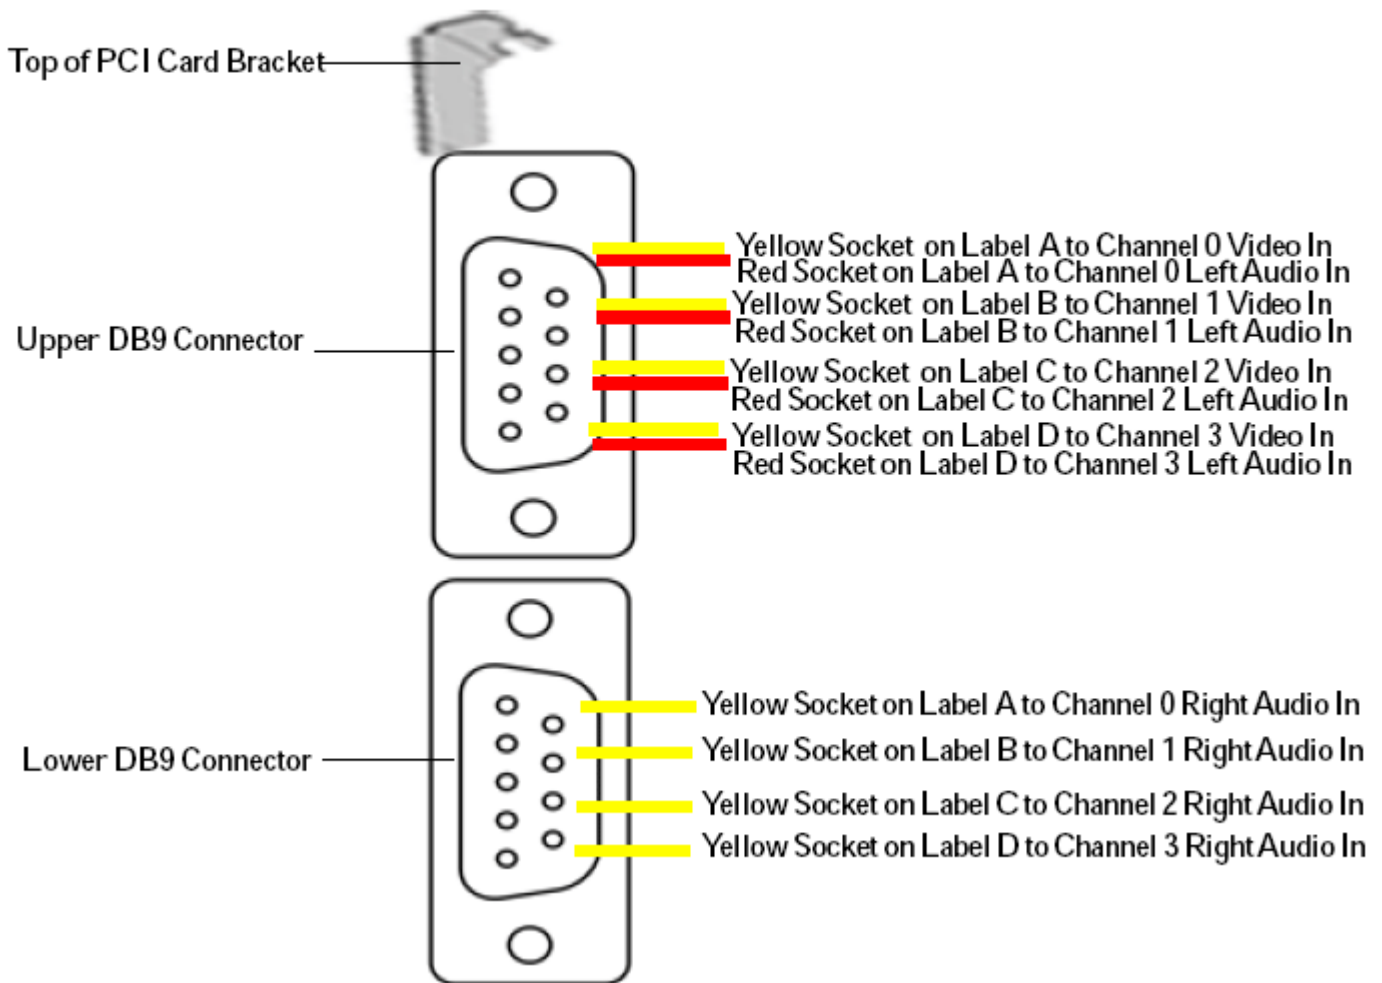 Top of PCI Card Bracket
Yellow Socket on Label A to Channel 0 Video In
Red Socket on Label A to Channel 0 Left Audio In
Yellow Socket on Label B to Channel 1 Video In
Red Socket on Label B to Channel 1 Left Audio In
Upper DB9 Connector
Yellow Socket on Label C to Channel 2 Video In
Red Socket on Label C to Channel 2 Left Audio In
Yellow Socket on Label D to Channel 3 Video In
Red Socket on Label D to Channel 3 Left Audio In
Yellow Socket on Label A to Channel 0 Right Audio In
Yellow Socket on Label B to Channel 1 Right Audio In
Lower DB9 Connector
Yellow Socket on Label C to Channel 2 Right Audio In
Yellow Socket on Label D to Channel 3 Right Audio In